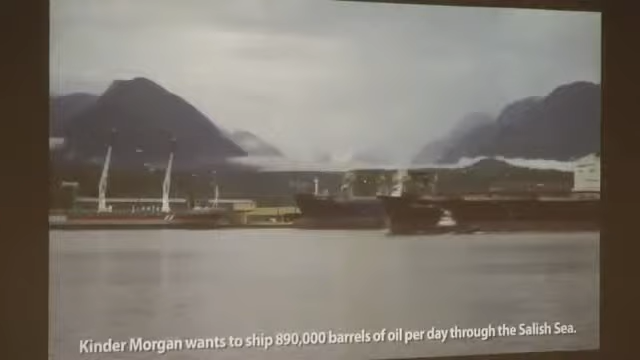 Kinder Morgan wants to ship 890,000 barrels of oil per day through the Salish Sea.